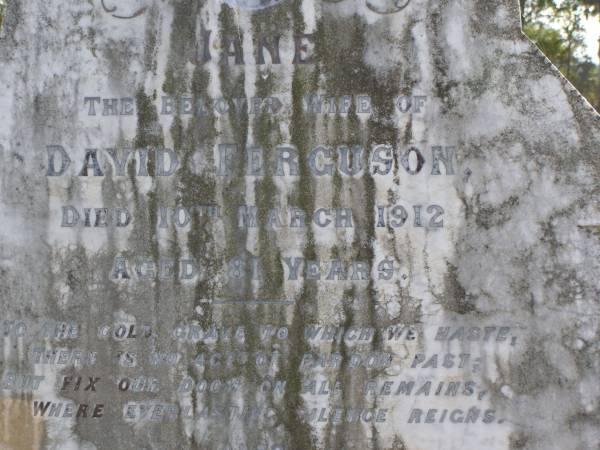 JANE
THE BELOVED WIFE OF
DAVID FERGUSON,
DIED 10TH MARCH 1912
AGED 81 YEARS.
TO THE COLD GRAVE TO WHICH WE HASTE,
THERE IS NO ACT OF PARDON PAST;
BUT FIX OUR DOOM ON ALL REMAINS,
WHERE EVERLASTING SILENCE REIGNS.